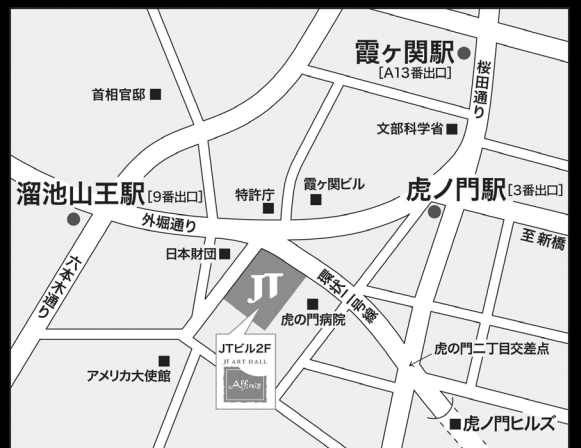 霞ヶ関駅
[A13番出口]
桜田通り
首相官邸
文部科学省
溜池山王駅[9番出口]
特許庁
霞ヶ関ビル
虎ノ門駅[3番出口]
外堀通り
至 新橋
日本財団
六本木通り
JT
環状二号線
虎の門病院
JTビル2F
JT ART HALL
Affinis
虎の門二丁目交差点
アメリカ大使館
虎ノ門ヒルズ